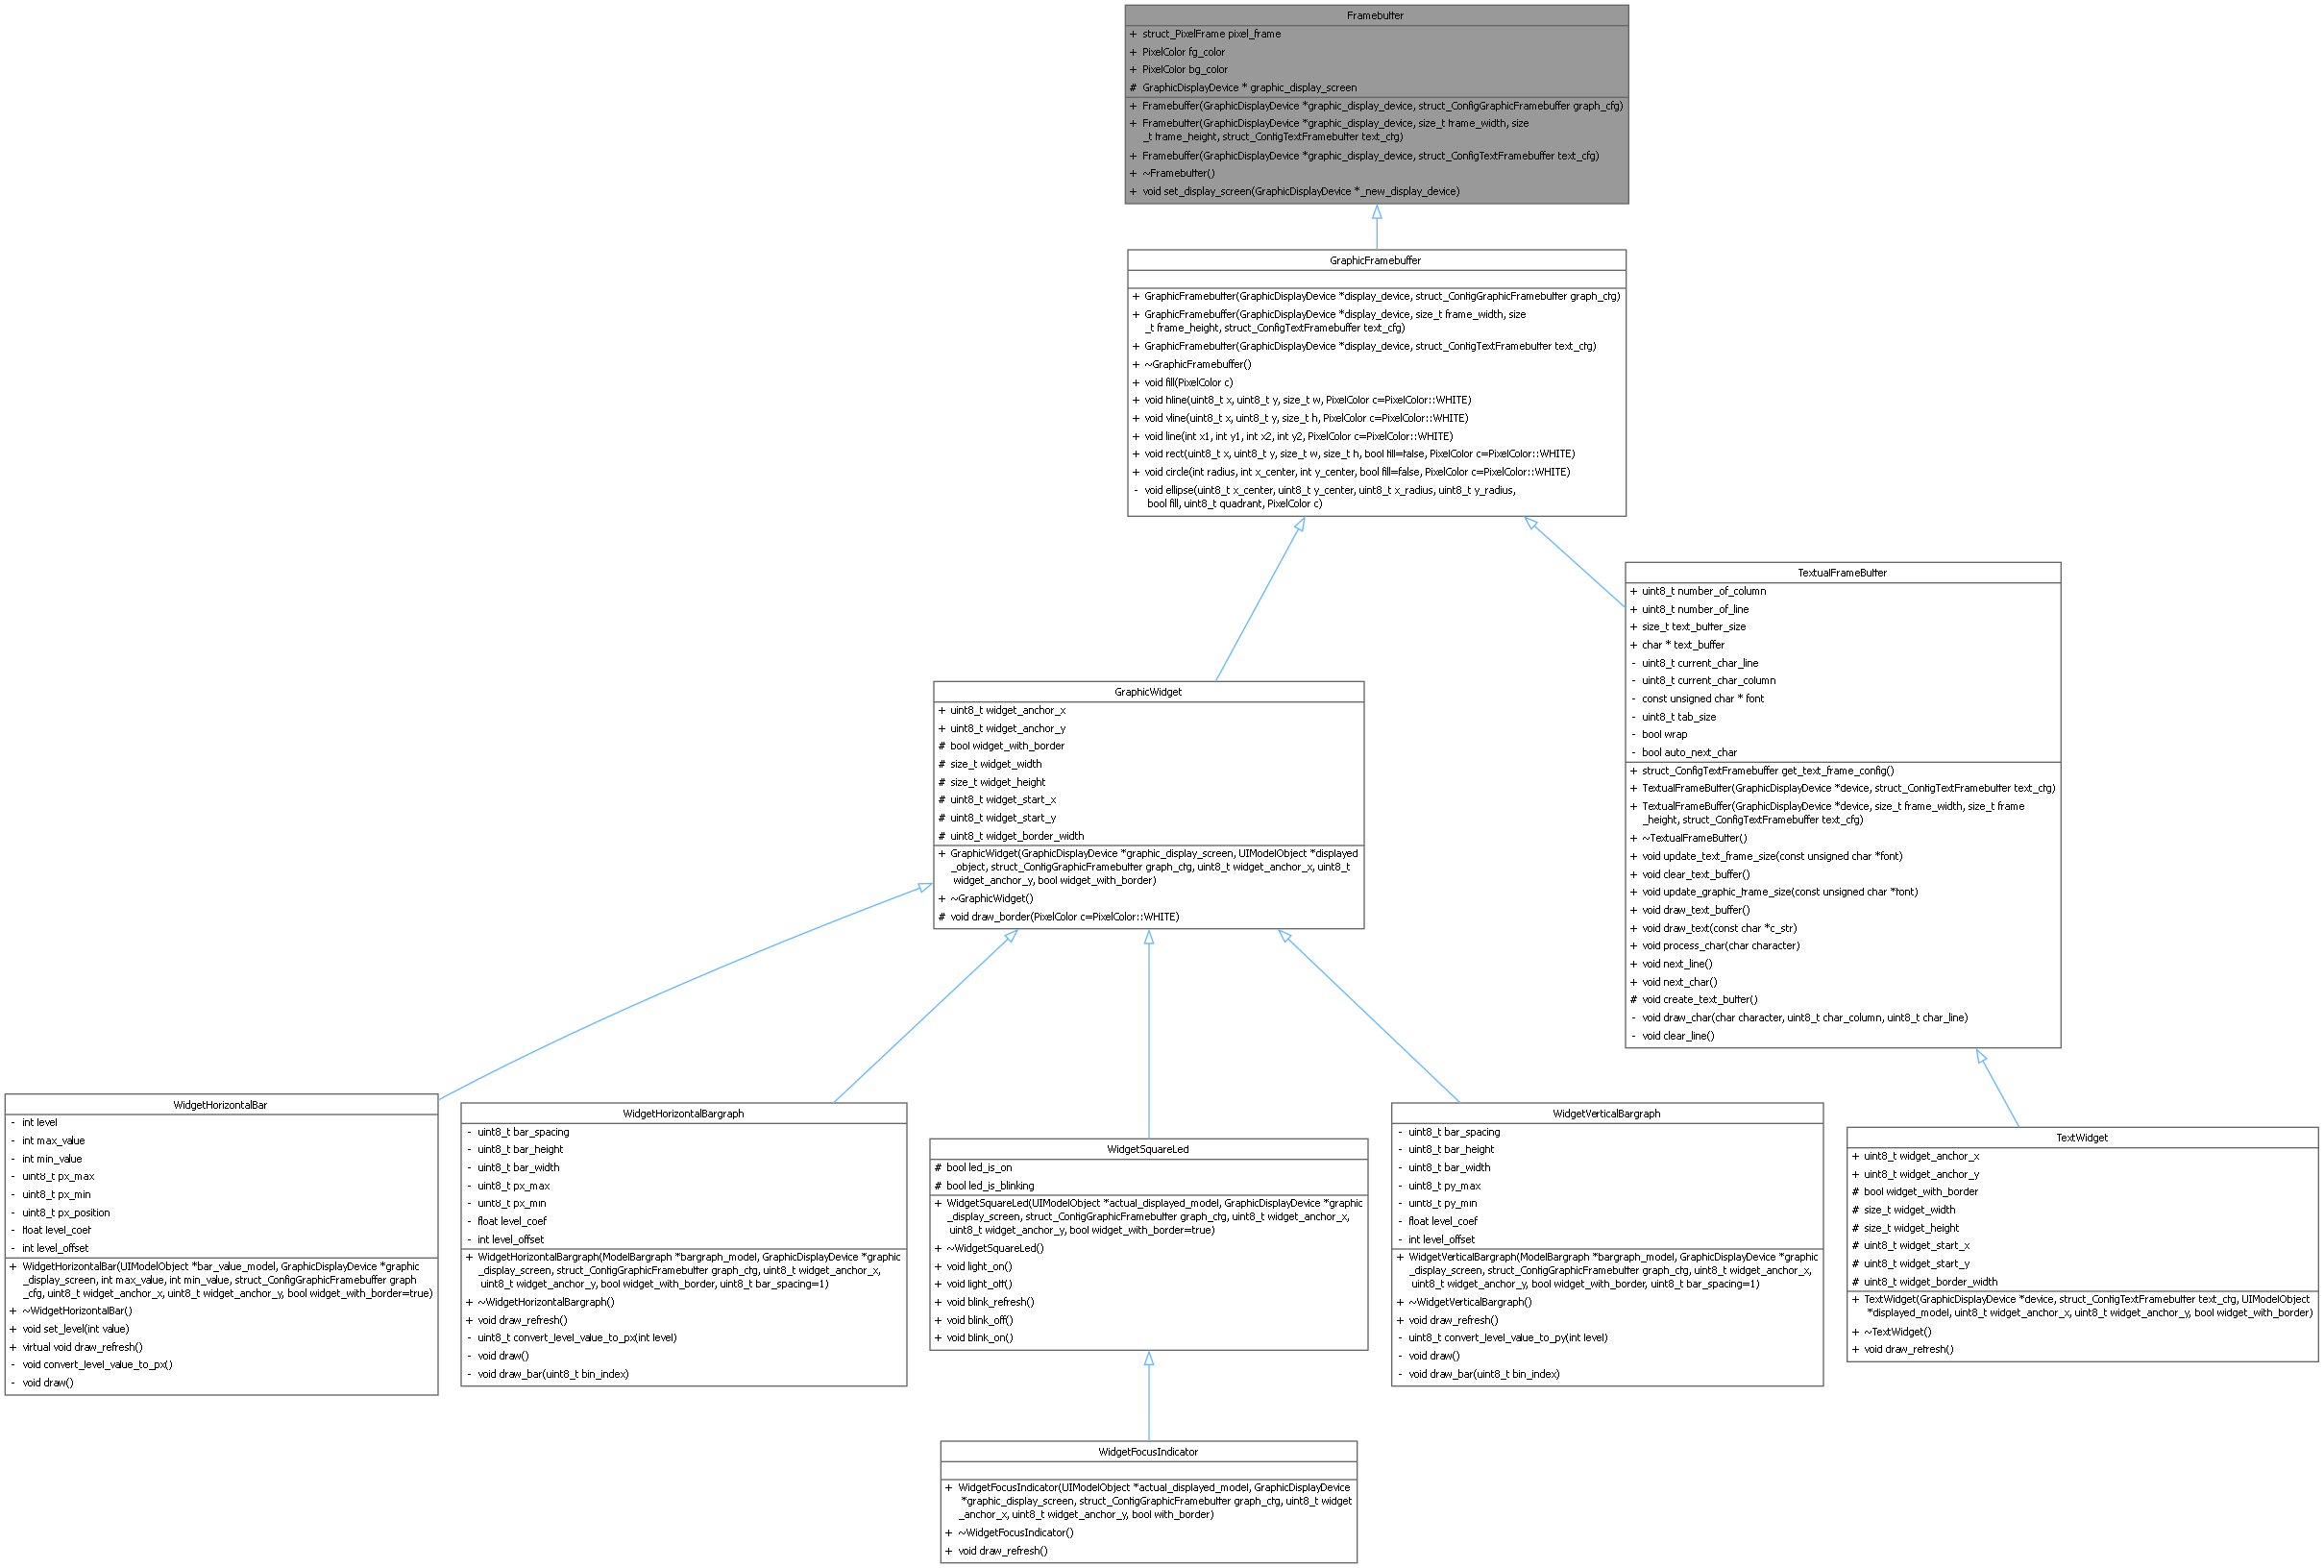 Framebuffer
+ struct_PixelFrame pixel_frame
+ PixelColor fg_color
+ PixelColor bg_color
# GraphicDisplayDevice * graphic_display_screen
+ Framebuffer(GraphicDisplayDevice *graphic_display_device, struct_ConfigGraphicFramebuffer graph_cfg)
+ Framebuffer(GraphicDisplayDevice *graphic_display_device, size_t frame_width, size
_t frame_height, struct_ConfigTextFramebuffer text_cfg)
+ Framebuffer(GraphicDisplayDevice *graphic_display_device, struct_ConfigTextFramebuffer text_cfg)
+ ~Framebuffer()
+ void set_display_screen(GraphicDisplayDevice *_new_display_device)
GraphicFramebuffer
+ GraphicFramebuffer(GraphicDisplayDevice *display_device, struct_ConfigGraphicFramebuffer graph_cfg)
+ GraphicFramebuffer(GraphicDisplayDevice *display_device, size_t frame_width, size
_t frame_height, struct_ConfigTextFramebuffer text_cfg)
+ GraphicFramebuffer(GraphicDisplayDevice *display_device, struct_ConfigTextFramebuffer text_cfg)
+ ~GraphicFramebuffer()
+ void fill(PixelColor c)
+ void hline(uint8_t x, uint8_t y, size_t w, PixelColor c=PixelColor::WHITE)
+ void vline(uint8_t x, uint8_t y, size_t h, PixelColor c=PixelColor::WHITE)
+ void line(int x1, int y1, int x2, int y2, PixelColor c=PixelColor::WHITE)
+ void rect(uint8_t x, uint8_t y, size_t w, size_t h, bool fill=false, PixelColor c=PixelColor::WHITE)
+ void circle(int radius, int x_center, int y_center, bool fill=false, PixelColor c=PixelColor::WHITE)
- void ellipse(uint8_t x_center, uint8_t y_center, uint8_t x_radius, uint8_t y_radius,
bool fill, uint8_t quadrant, PixelColor c)
TextualFrameBuffer
+ uint8_t number_of_column
+ uint8_t number_of_line
+ size_t text_buffer_size
+ char * text_buffer
- uint8_t current_char_line
- uint8_t current_char_column
- const unsigned char * font
- uint8_t tab_size
- bool wrap
- bool auto_next_char
+ struct_ConfigTextFramebuffer get_text_frame_config()
+ TextualFrameBuffer(GraphicDisplayDevice *device, struct_ConfigTextFramebuffer text_cfg)
+ TextualFrameBuffer(GraphicDisplayDevice *device, size_t frame_width, size_t frame
_height, struct_ConfigTextFramebuffer text_cfg)
+ ~TextualFrameBuffer()
+ void update_text_frame_size(const unsigned char *font)
+ void clear_text_buffer()
+ void update_graphic_frame_size(const unsigned char *font)
+ void draw_text_buffer()
+ void draw_text(const char *c_str)
+ void process_char(char character)
+ void next_line()
+ void next_char()
# void create_text_buffer()
- void draw_char(char character, uint8_t char_column, uint8_t char_line)
- void clear_line()
GraphicWidget
+ uint8_t widget_anchor_x
+ uint8_t widget_anchor_y
# bool widget_with_border
# size_t widget_width
# size_t widget_height
# uint8_t widget_start_x
# uint8_t widget_start_y
# uint8_t widget_border_width
+ GraphicWidget(GraphicDisplayDevice *graphic_display_screen, UIModelObject *displayed
_object, struct_ConfigGraphicFramebuffer graph_cfg, uint8_t widget_anchor_x, uint8_t
widget_anchor_y, bool widget_with_border)
+ ~GraphicWidget()
# void draw_border(PixelColor c=PixelColor::WHITE)
WidgetHorizontalBar
- int level
- int max_value
- int min_value
- uint8_t px_max
- uint8_t px_min
- uint8_t px_position
- float level_coef
- int level_offset
+ WidgetHorizontalBar(UIModelObject *bar_value_model, GraphicDisplayDevice *graphic
_display_screen, int max_value, int min_value, struct_ConfigGraphicFramebuffer graph
_cfg, uint8_t widget_anchor_x, uint8_t widget_anchor_y, bool widget_with_border=true)
+ ~WidgetHorizontalBar()
+ void set_level(int value)
+ virtual void draw_refresh()
- void convert_level_value_to_px()
- void draw()
WidgetHorizontalBargraph
- uint8_t bar_spacing
- uint8_t bar_height
- uint8_t bar_width
- uint8_t px_max
- uint8_t px_min
- float level_coef
- int level_offset
+ WidgetHorizontalBargraph(ModelBargraph *bargraph_model, GraphicDisplayDevice *graphic
_display_screen, struct_ConfigGraphicFramebuffer graph_cfg, uint8_t widget_anchor_x,
uint8_t widget_anchor_y, bool widget_with_border, uint8_t bar_spacing=1)
+ ~WidgetHorizontalBargraph()
+ void draw_refresh()
- uint8_t convert_level_value_to_px(int level)
- void draw()
- void draw_bar(uint8_t bin_index)
WidgetSquareLed
# bool led_is_on
# bool led_is_blinking
+ WidgetSquareLed(UIModelObject *actual_displayed_model, GraphicDisplayDevice *graphic
_display_screen, struct_ConfigGraphicFramebuffer graph_cfg, uint8_t widget_anchor_x,
uint8_t widget_anchor_y, bool widget_with_border=true)
+ ~WidgetSquareLed()
+ void light_on()
+ void light_off()
+ void blink_refresh()
+ void blink_off()
+ void blink_on()
WidgetVerticalBargraph
- uint8_t bar_spacing
- uint8_t bar_height
- uint8_t bar_width
- uint8_t py_max
- uint8_t py_min
- float level_coef
- int level_offset
+ WidgetVerticalBargraph(ModelBargraph *bargraph_model, GraphicDisplayDevice *graphic
_display_screen, struct_ConfigGraphicFramebuffer graph_cfg, uint8_t widget_anchor_x,
uint8_t widget_anchor_y, bool widget_with_border, uint8_t bar_spacing=1)
+ ~WidgetVerticalBargraph()
+ void draw_refresh()
- uint8_t convert_level_value_to_py(int level)
- void draw()
- void draw_bar(uint8_t bin_index)
TextWidget
+ uint8_t widget_anchor_x
+ uint8_t widget_anchor_y
# bool widget_with_border
# size_t widget_width
# size_t widget_height
# uint8_t widget_start_x
# uint8_t widget_start_y
# uint8_t widget_border_width
+ TextWidget(GraphicDisplayDevice *device, struct_ConfigTextFramebuffer text_cfg, UIModelObject
*displayed_model, uint8_t widget_anchor_x, uint8_t widget_anchor_y, bool widget_with_border)
+ ~TextWidget()
+ void draw_refresh()
WidgetFocusIndicator
+ WidgetFocusIndicator(UIModelObject *actual_displayed_model, GraphicDisplayDevice
*graphic_display_screen, struct_ConfigGraphicFramebuffer graph_cfg, uint8_t widget
_anchor_x, uint8_t widget_anchor_y, bool with_border)
+ ~WidgetFocusIndicator()
+ void draw_refresh()